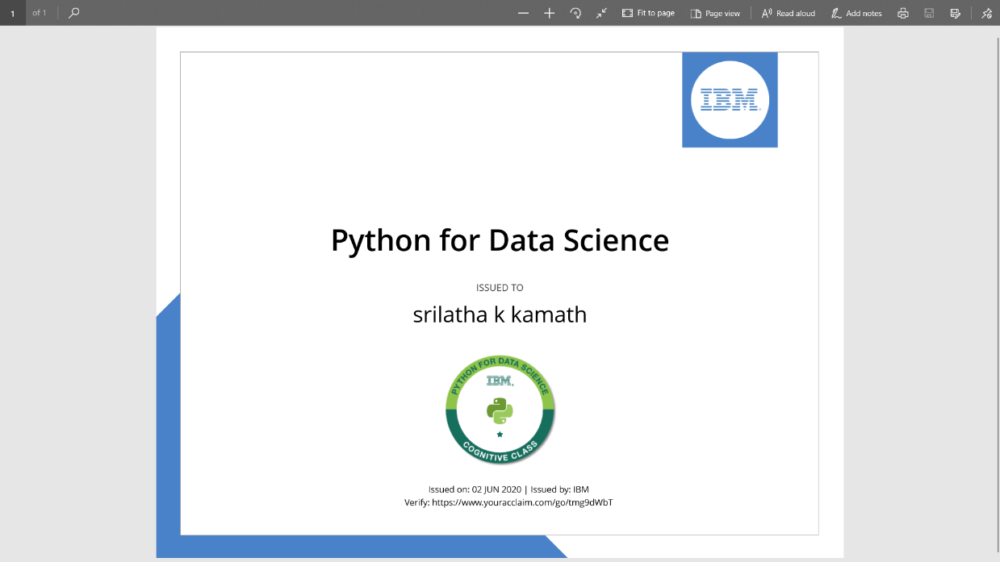 1 of 1 Fit to page Page view Read aloud Add notes
IBM
Python for Data Science
ISSUED TO
srilatha k kamath
PYTHON FOR DATA SCIENCE
IBM
COGNITIVE CLASS
Issued on: 02 JUN 2020 | Issued by: IBM
Verify: https://www.youracclaim.com/go/tmg9dWbT